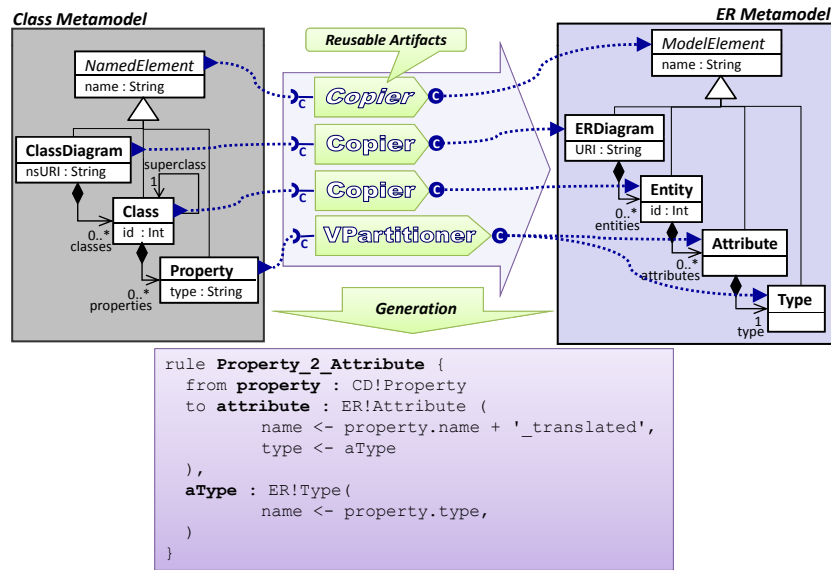 Class Metamodel
NamedElement
name : String
ClassDiagram
nsURI : String
superclass
1
Class
id : Int
0..*
classes
Property
type : String
0..*
properties
Reusable Artifacts
Copier
C
C
Copier
C
C
Copier
C
C
VPartitioner
C
C
Generation
ER Metamodel
ModelElement
name : String
ERDiagram
URI : String
Entity
id : Int
0..*
entities
Attribute
0..*
attributes
Type
1
type
rule Property_2_Attribute {
from property : CD!Property
to attribute : ER!Attribute (
name <- property.name + '_translated',
type <- aType
),
aType : ER!Type(
name <- property.type,
)
}